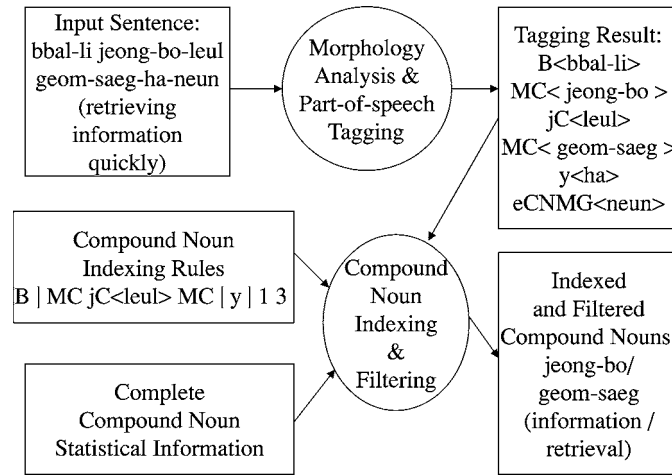 Input Sentence:
bbal-li jeong-bo-leul
geom-saeg-ha-neun
(retrieving
information
quickly)
Morphology
Analysis &
Part-of-speech
Tagging
Tagging Result:
B<bbal-li>
MC< jeong-bo >
jC<leul>
MC< geom-saeg >
y<ha>
eCNMG<neun>
Compound Noun
Indexing Rules
B | MC jC<leul> MC | y | 1 3
Compound
Noun
Indexing
&
Filtering
Indexed
and Filtered
Compound Nouns
jeong-bo/
geom-saeg
(information /
retrieval)
Complete
Compound Noun
Statistical Information